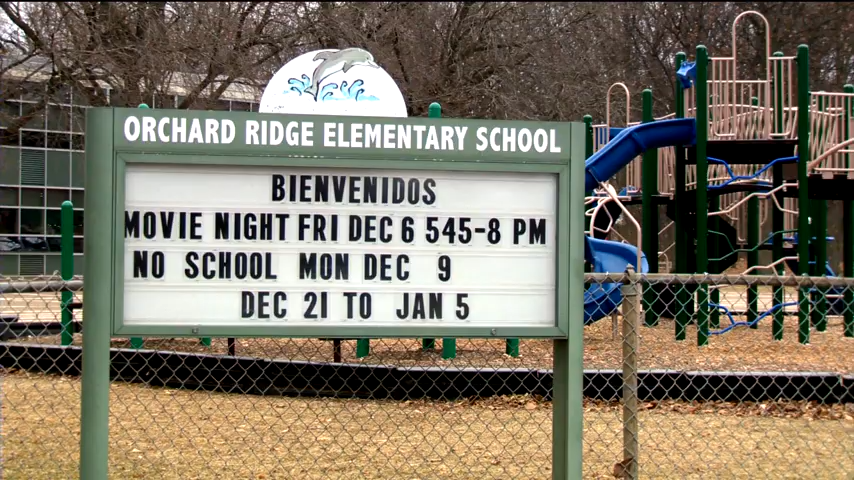 ORCHARD RIDGE ELEMENTARY SCHOOL
BIENVENIDOS
MOVIE NIGHT FRI DEC 6 545-8 PM
NO SCHOOL MON DEC 9
DEC 21 TO JAN 5